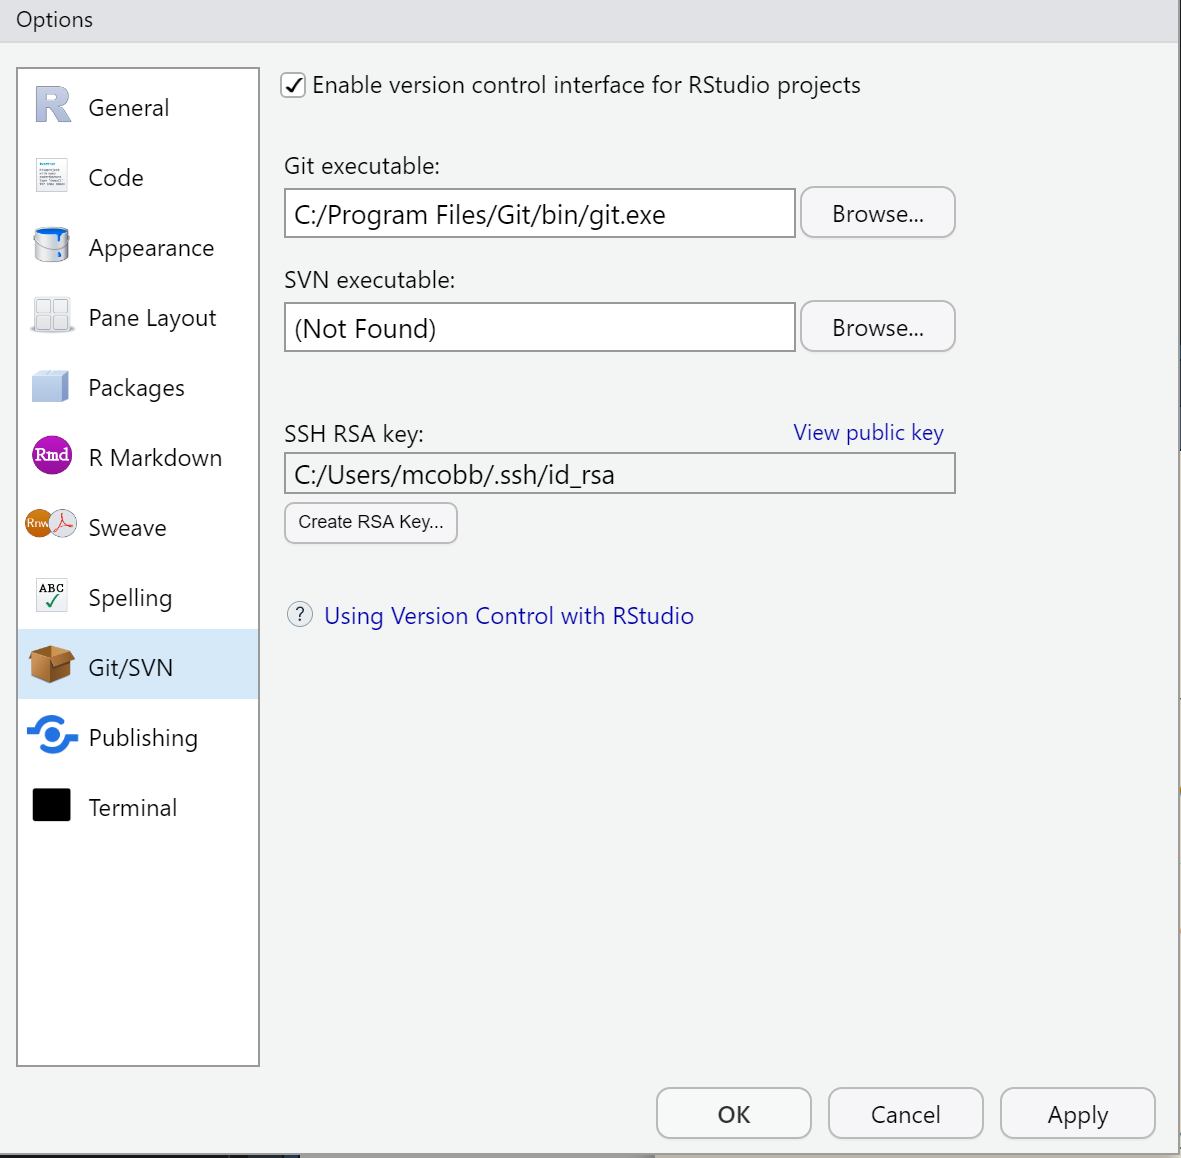 Options
General
Code
Appearance
Pane Layout
Packages
Rmd
R Markdown
Rnw
Sweave
ABC
Spelling
Git/SVN
Publishing
Terminal
Enable version control interface for RStudio projects
Git executable:
C:/Program Files/Git/bin/git.exe
Browse...
SVN executable:
(Not Found)
Browse...
SSH RSA key:
View public key
C:/Users/mcobb/.ssh/id_rsa
Create RSA Key...
? Using Version Control with RStudio
OK
Cancel
Apply